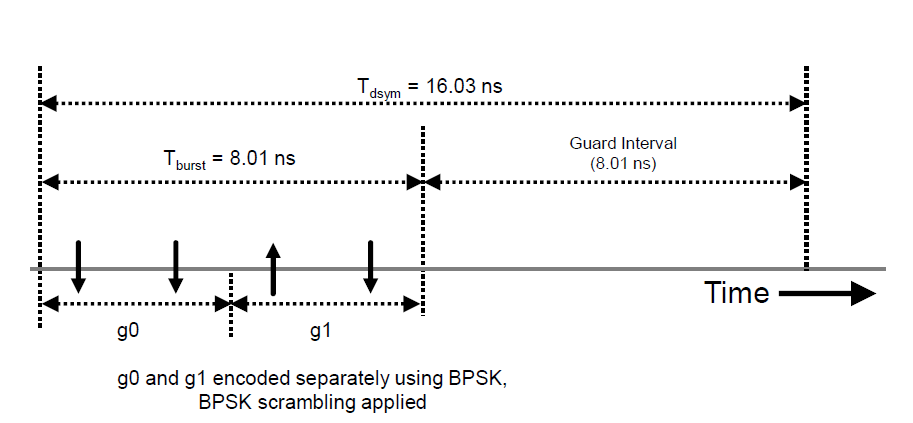 Tdsym = 16.03 ns
Tburst = 8.01 ns
Guard Interval
(8.01 ns)
Time
g0
g1
g0 and g1 encoded separately using BPSK,
BPSK scrambling applied